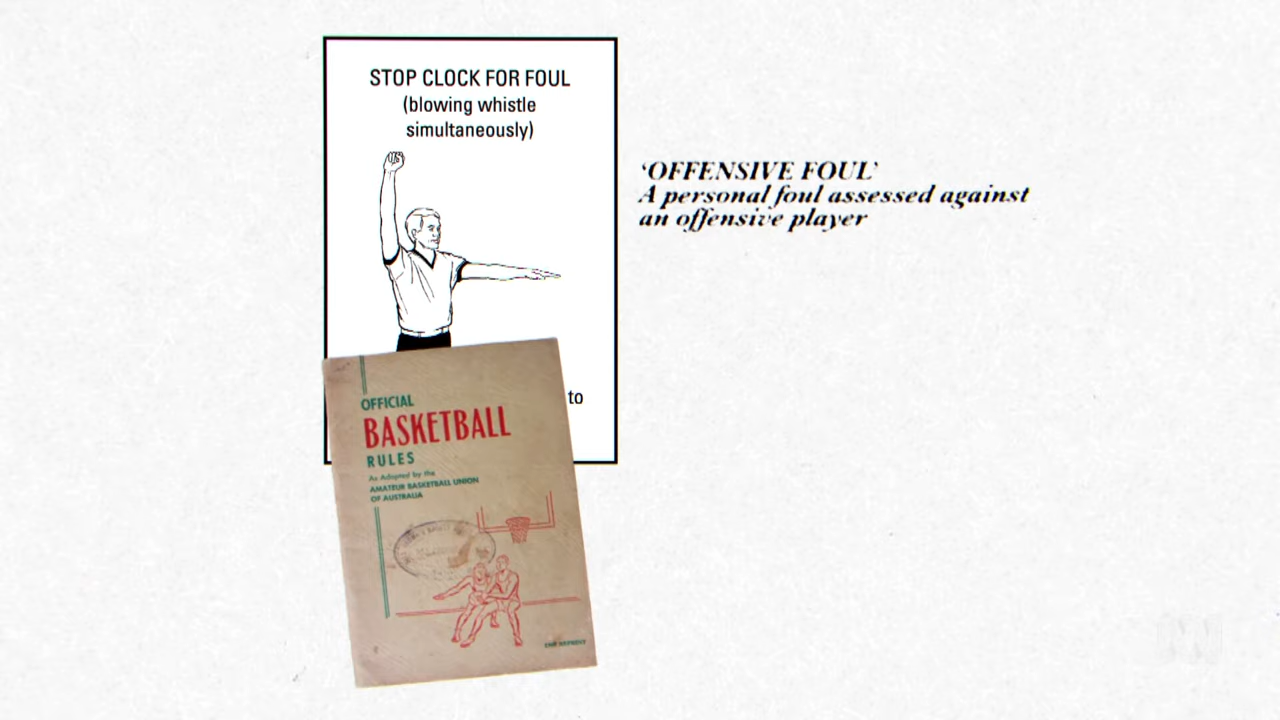 STOP CLOCK FOR FOUL
(blowing whistle
simultaneously)
‘OFFENSIVE FOUL’
A personal foul assessed against
an offensive player
to
OFFICIAL
BASKETBALL
RULES
As Adopted by the
AMATEUR BASKETBALL UNION
OF AUSTRALIA